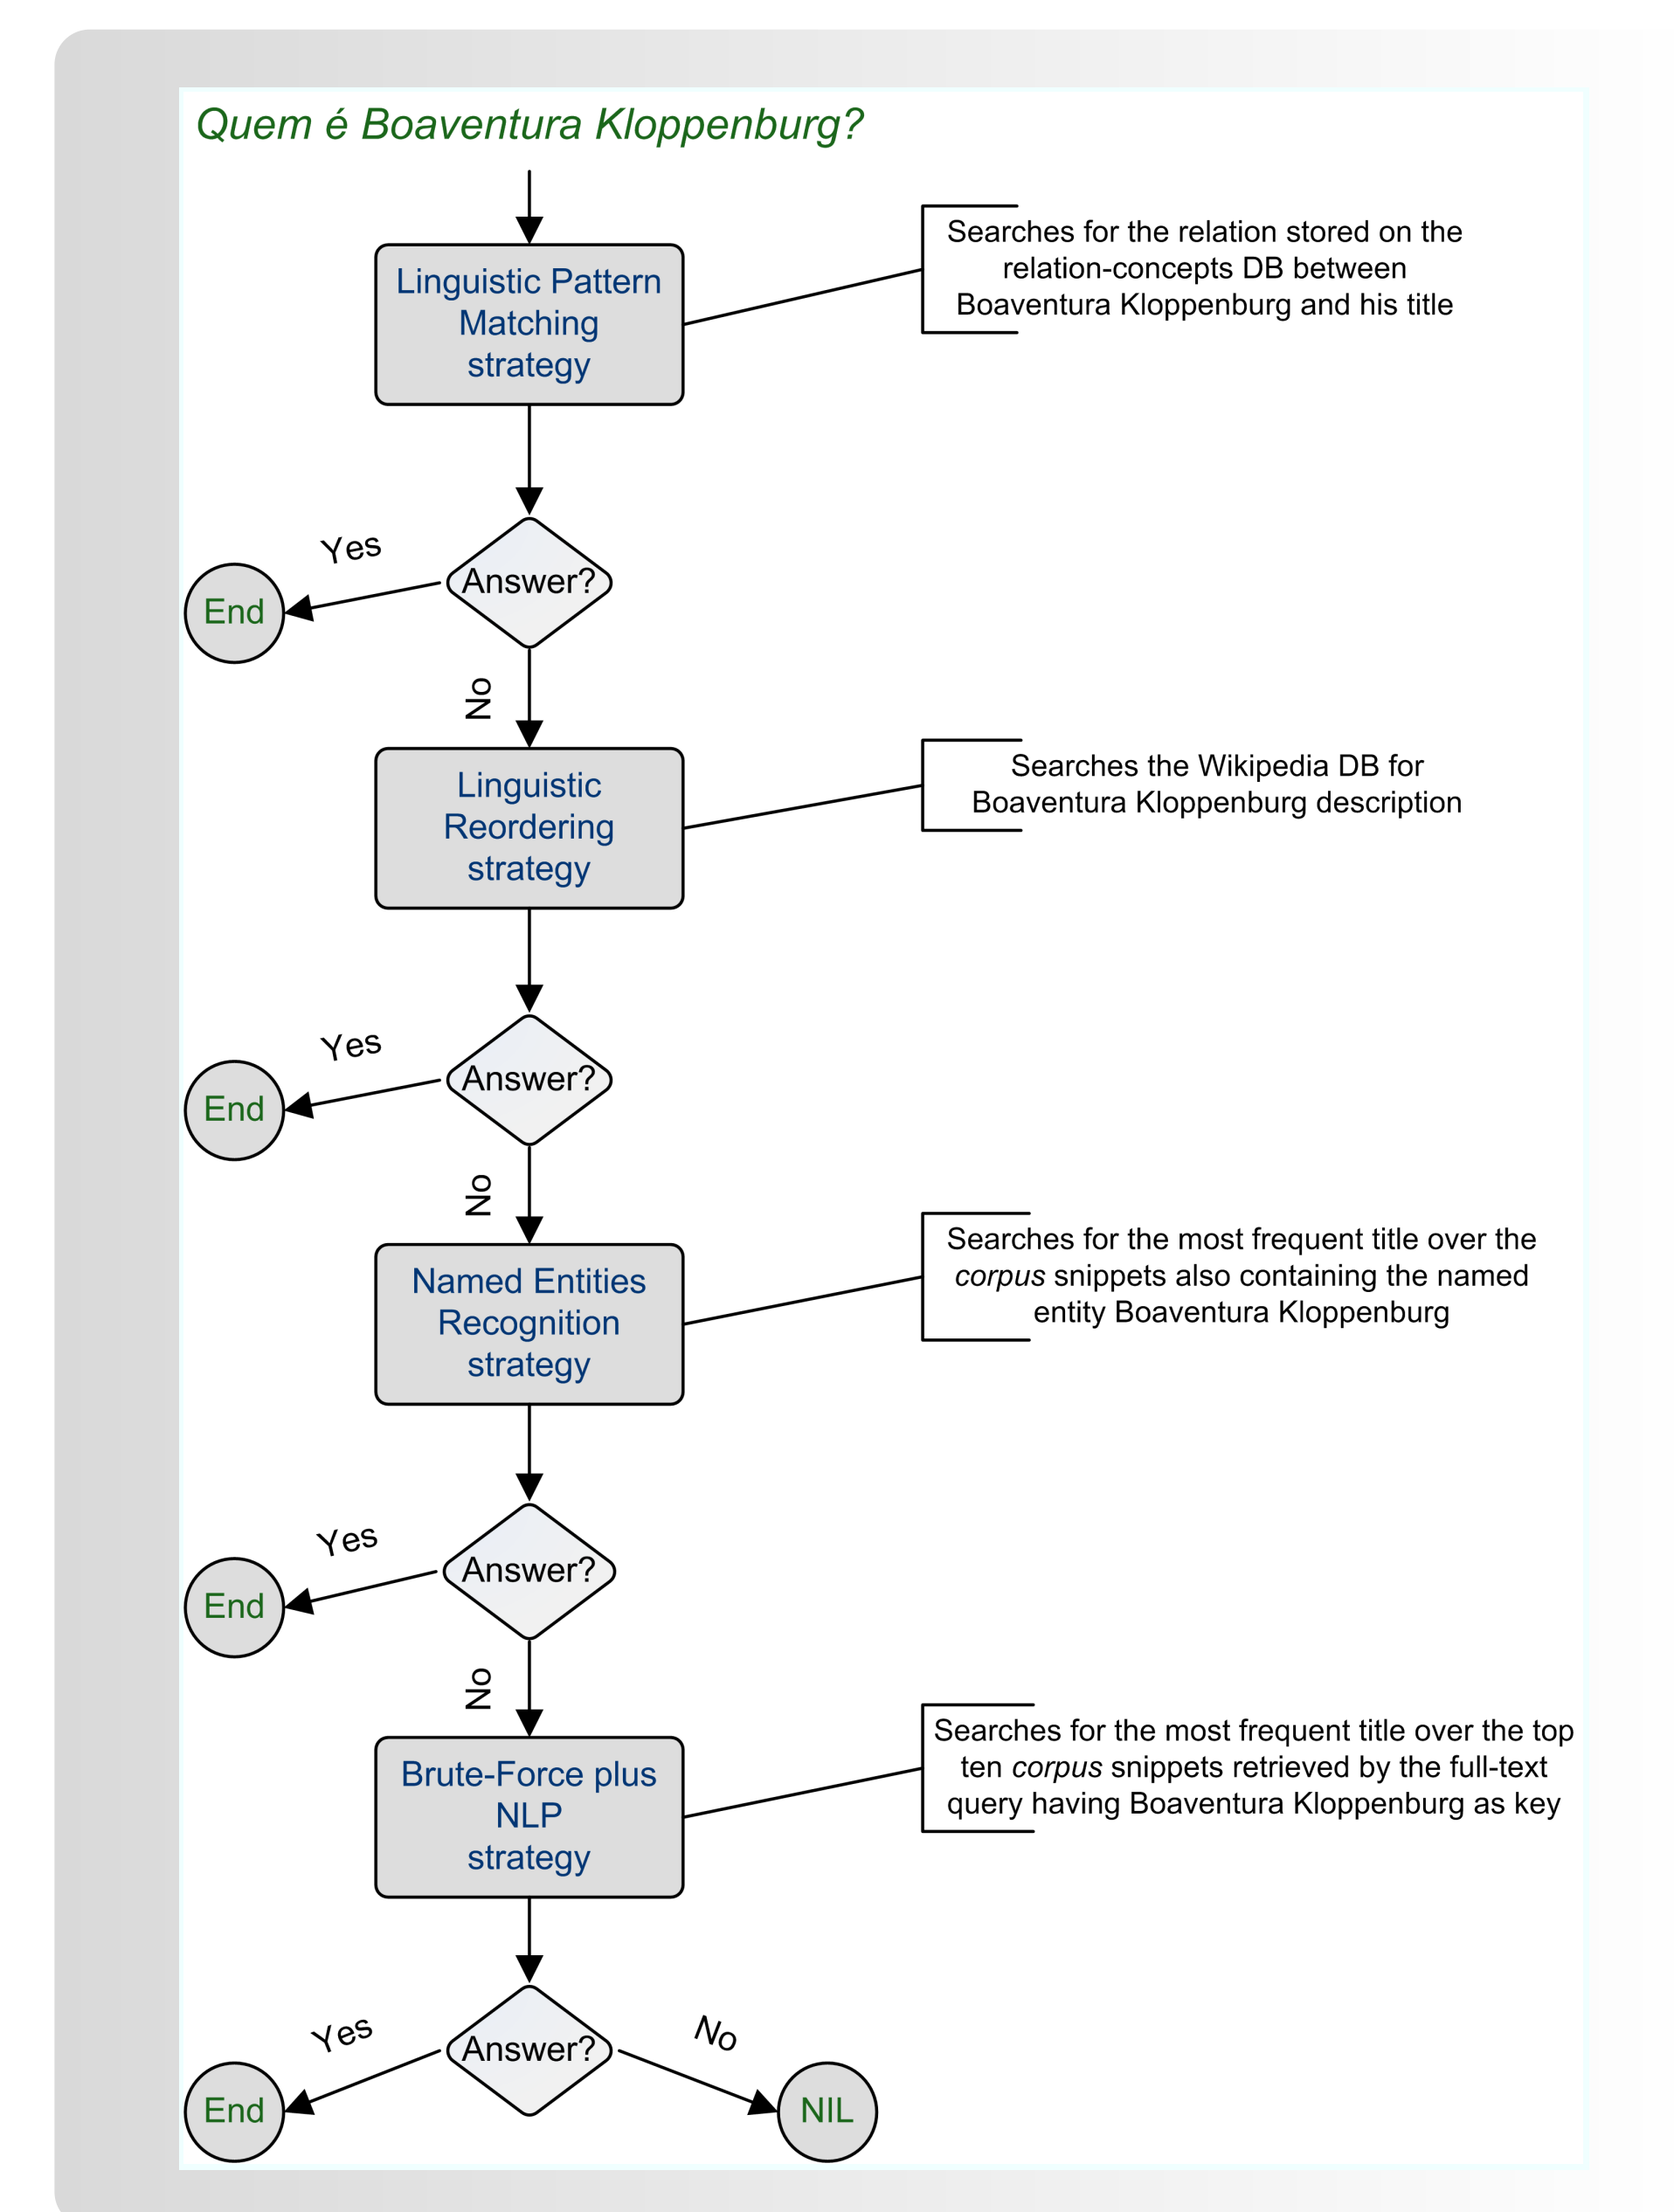 Quem é Boaventura Kloppenburg?
Linguistic Pattern
Matching
strategy
Searches for the relation stored on the
relation-concepts DB between
Boaventura Kloppenburg and his title
Answer?
Yes
End
No
Linguistic
Reordering
strategy
Searches the Wikipedia DB for
Boaventura Kloppenburg description
Answer?
Yes
End
No
Named Entities
Recognition
strategy
Searches for the most frequent title over the
corpus snippets also containing the named
entity Boaventura Kloppenburg
Answer?
Yes
End
No
Brute-Force plus
NLP
strategy
Searches for the most frequent title over the top
ten corpus snippets retrieved by the full-text
query having Boaventura Kloppenburg as key
Answer?
Yes
End
No
NIL